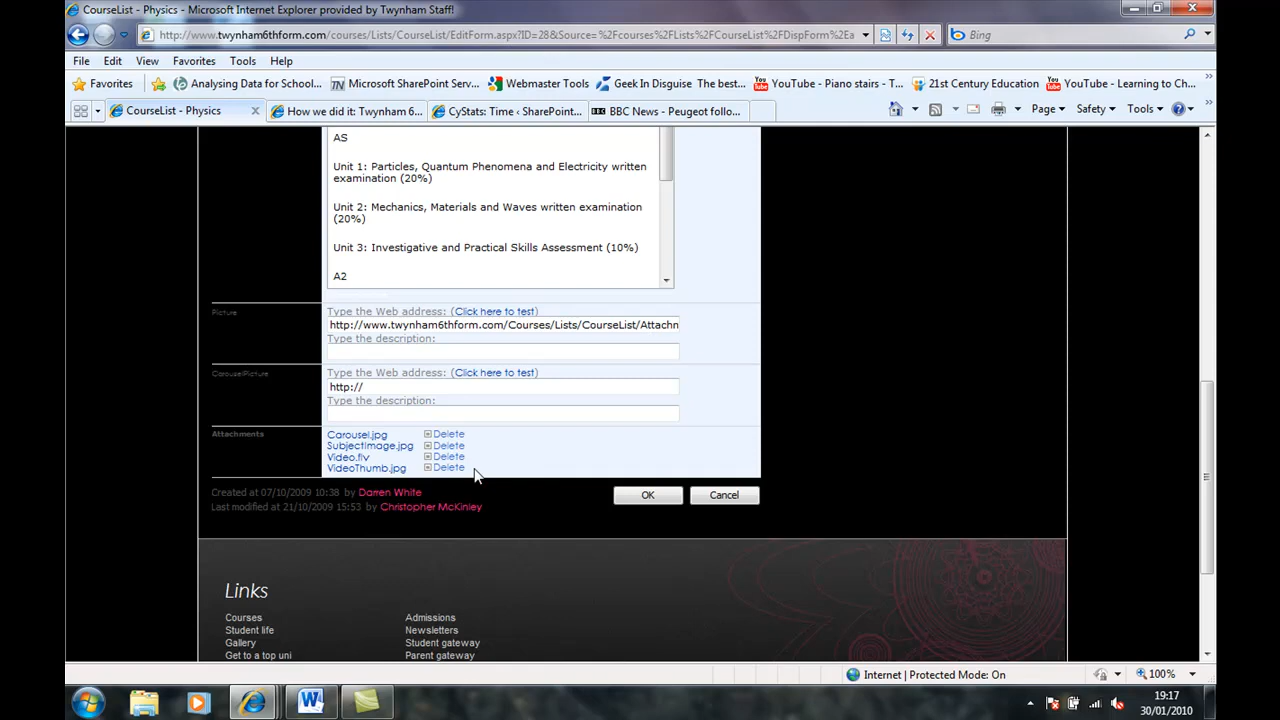 CourseList - Physics - Microsoft Internet Explorer provided by Twynham Staff!
http://www.twynham6thform.com/courses/Lists/CourseList/EditForm.aspx?ID=28&Source=%2Fcourses%2FLists%2FCourseList%2FDispForm%2Ea
Bing
File Edit View Favorites Tools Help
Favorites Analysing Data for School... Microsoft SharePoint Serv... Webmaster Tools Geek In Disguise The best... YouTube - Piano stairs - T... 21st Century Education YouTube - Learning to Ch...
CourseList - Physics How we did it: Twynham 6... CyStats: Time ‹ SharePoint... BBC News - Peugeot follo... Page Safety Tools
AS
Unit 1: Particles, Quantum Phenomena and Electricity written
examination (20%)
Unit 2: Mechanics, Materials and Waves written examination
(20%)
Unit 3: Investigative and Practical Skills Assessment (10%)
A2
Picture Type the Web address: (Click here to test)
http://www.twynham6thform.com/Courses/Lists/CourseList/Attachn
Type the description:
CarouselPicture Type the Web address: (Click here to test)
http://
Type the description:
Attachments Carousel.jpg Delete
SubjectImage.jpg Delete
Video.flv Delete
VideoThumb.jpg Delete
Created at 07/10/2009 10:38 by Darren White OK Cancel
Last modified at 21/10/2009 15:53 by Christopher McKinley
Links
Courses Admissions
Student life Newsletters
Gallery Student gateway
Get to a top uni Parent gateway
Internet | Protected Mode: On 100%
19:17
30/01/2010